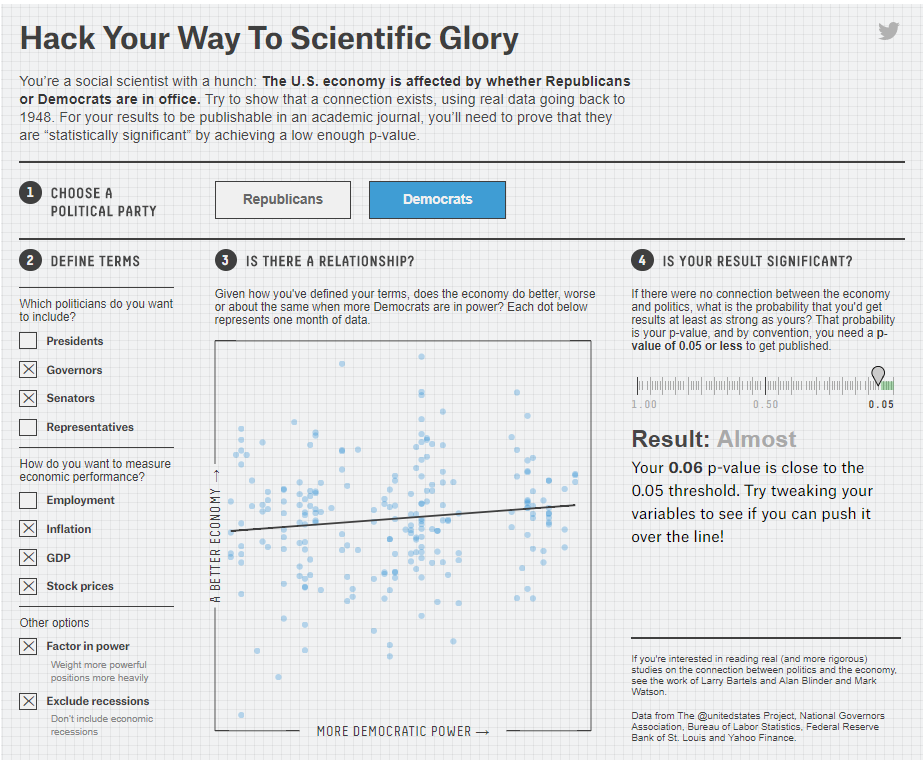 Hack Your Way To Scientific Glory
You're a social scientist with a hunch: The U.S. economy is affected by whether Republicans
or Democrats are in office. Try to show that a connection exists, using real data going back to
1948. For your results to be publishable in an academic journal, you'll need to prove that they
are “statistically significant” by achieving a low enough p-value.
1 CHOOSE A
POLITICAL PARTY
Republicans
Democrats
2 DEFINE TERMS
Which politicians do you want
to include?
Presidents
Governors
Senators
Representatives
How do you want to measure
economic performance?
Employment
Inflation
GDP
Stock prices
Other options
Factor in power
Weight more powerful
positions more heavily
Exclude recessions
Don't include economic
recessions
3 IS THERE A RELATIONSHIP?
Given how you've defined your terms, does the economy do better, worse
or about the same when more Democrats are in power? Each dot below
represents one month of data.
A BETTER ECONOMY →
MORE DEMOCRATIC POWER →
4 IS YOUR RESULT SIGNIFICANT?
If there were no connection between the economy
and politics, what is the probability that you'd get
results at least as strong as yours? That probability
is your p-value, and by convention, you need a p-
value of 0.05 or less to get published.
1.00 0.50 0.05
Result: Almost
Your 0.06 p-value is close to the
0.05 threshold. Try tweaking your
variables to see if you can push it
over the line!
If you're interested in reading real (and more rigorous)
studies on the connection between politics and the economy,
see the work of Larry Bartels and Alan Blinder and Mark
Watson.
Data from The @unitedstates Project, National Governors
Association, Bureau of Labor Statistics, Federal Reserve
Bank of St. Louis and Yahoo Finance.